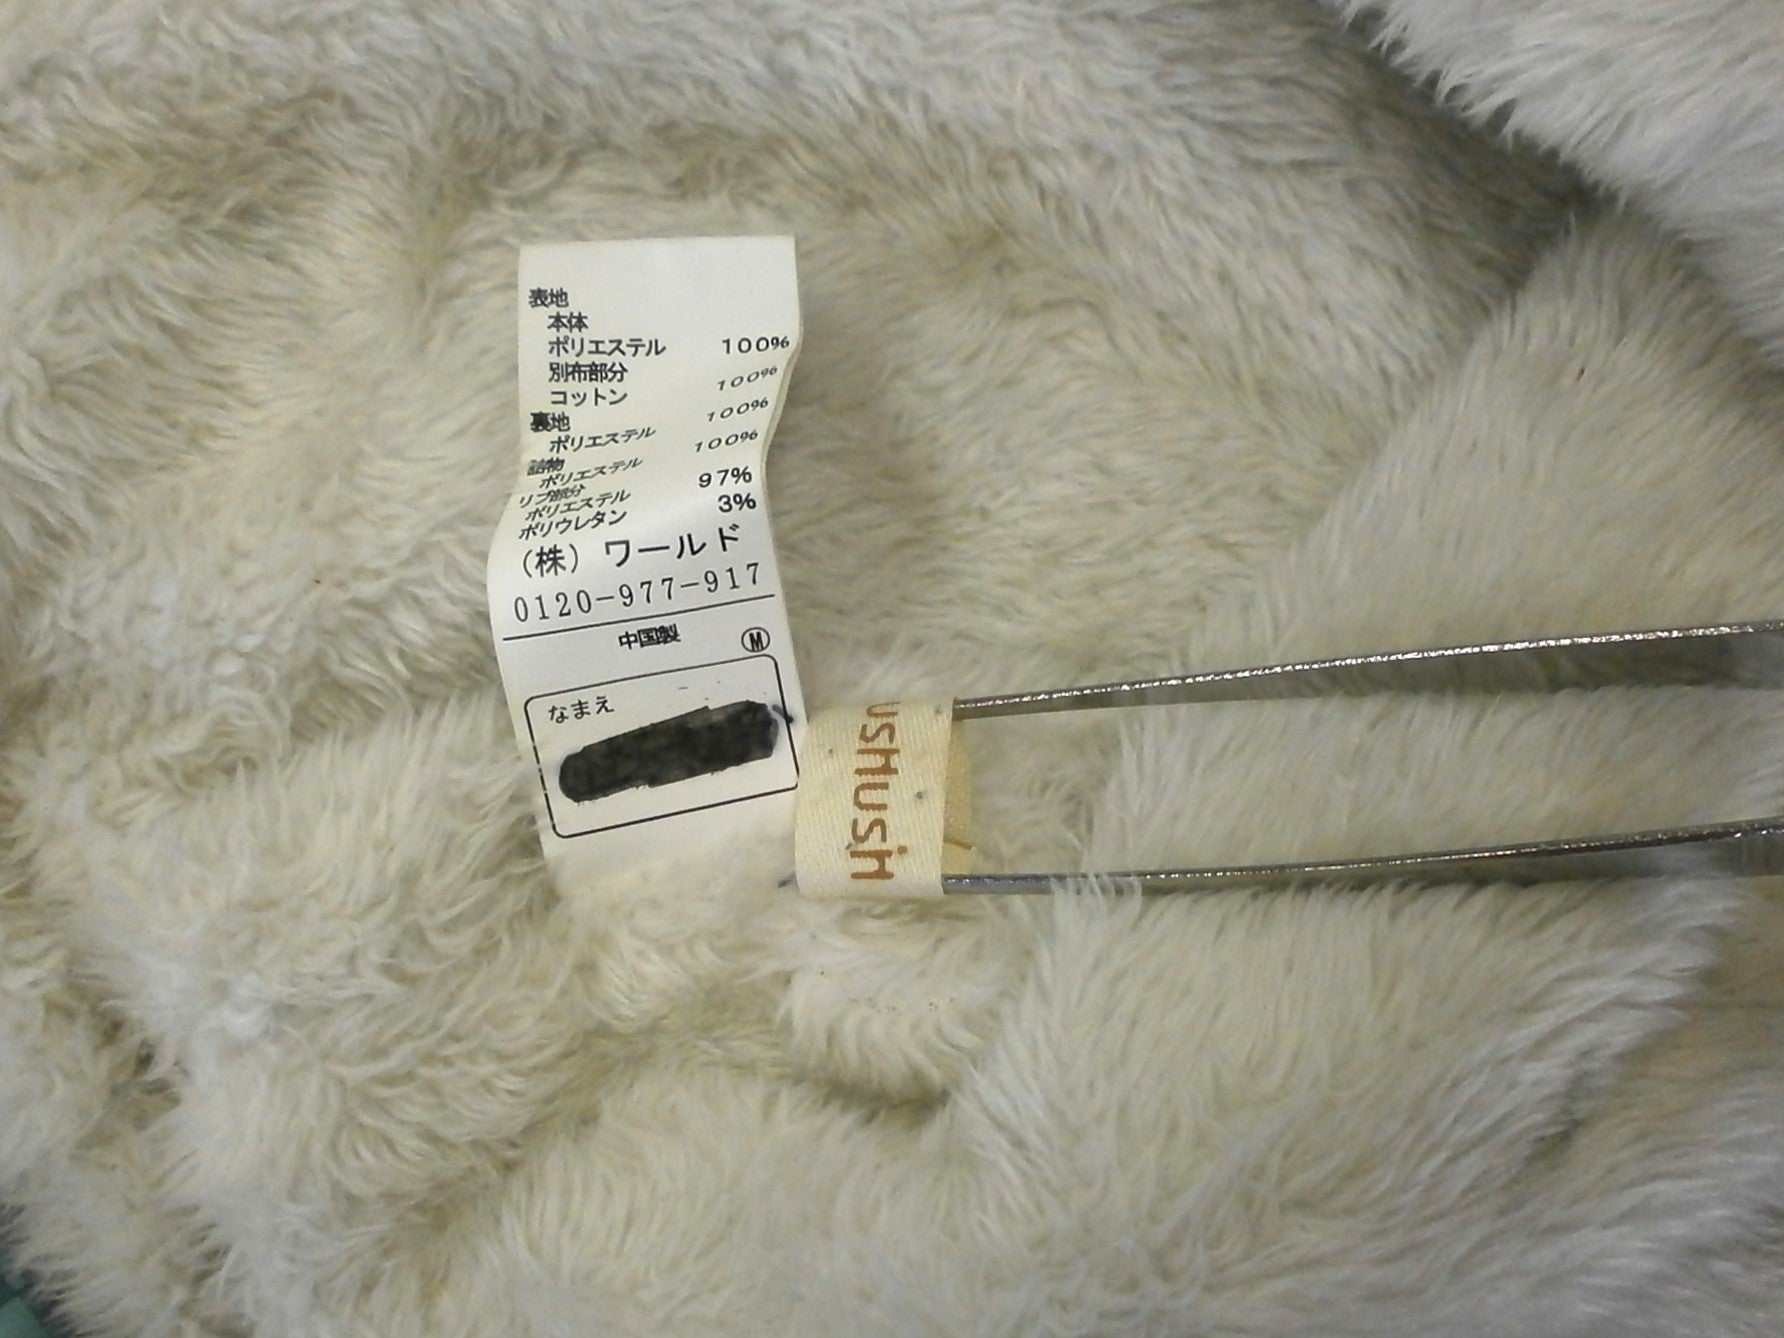 表地
本体
ポリエステル 100%
別布部分
コットン 100%
裏地
ポリエステル 100%
詰物
ポリエステル 100%
リブ部分
ポリエステル 97%
ポリウレタン 3%
(株) ワールド
0120-977-917
中国製 Ⓜ
なまえ
usHusH